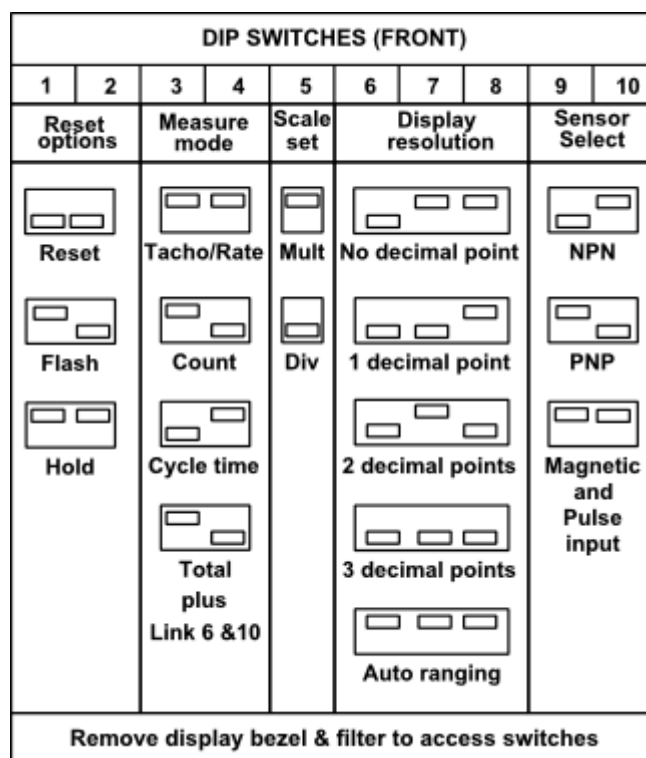 DIP SWITCHES (FRONT)
1 2 3 4 5 6 7 8 9 10
Reset options
Measure mode
Scale set
Display resolution
Sensor Select
Reset
Flash
Hold
Tacho/Rate
Count
Cycle time
Total
plus
Link 6 &10
Mult
Div
No decimal point
1 decimal point
2 decimal points
3 decimal points
Auto ranging
NPN
PNP
Magnetic
and
Pulse
input
Remove display bezel & filter to access switches